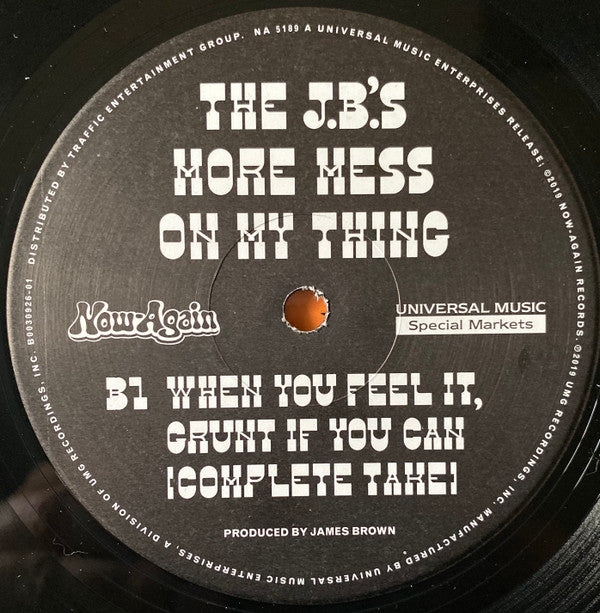 THE J.B.'S
MORE MESS
ON MY THING
Now-Again
UNIVERSAL MUSIC
Special Markets
B1 WHEN YOU FEEL IT,
GRUNT IF YOU CAN
[COMPLETE TAKE]
PRODUCED BY JAMES BROWN
B0030926-01 DISTRIBUTED BY TRAFFIC ENTERTAINMENT GROUP. NA 5189 A UNIVERSAL MUSIC ENTERPRISES RELEASE; ℗2019 NOW-AGAIN RECORDS. ©2019 UMG RECORDINGS, INC. MANUFACTURED BY UNIVERSAL MUSIC ENTERPRISES, A DIVISION OF UMG RECORDINGS, INC.